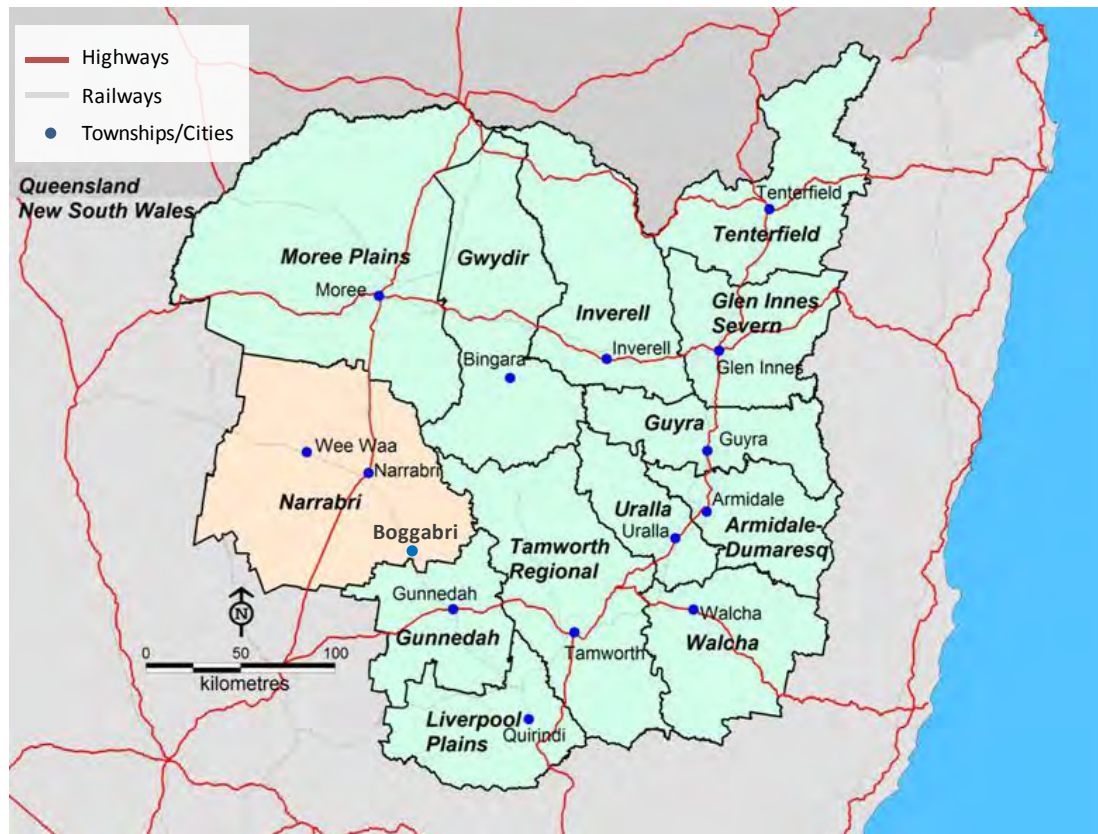 Highways
Railways
Townships/Cities
Queensland
New South Wales
Tenterfield
Tenterfield
Moree Plains
Gwydir
Moree
Inverell
Glen Innes
Severn
Inverell
Bingara
Glen Innes
Guyra
Guyra
Wee Waa
Narrabri
Narrabri
Uralla
Armidale
Uralla
Armidale-
Dumaresq
Boggabri
Tamworth
Regional
Gunnedah
N
Walcha
Gunnedah
Tamworth
Walcha
0 50 100
kilometres
Liverpool
Plains
Quirindi